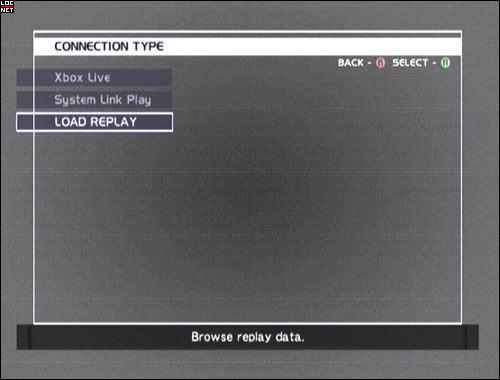 LOC
NET
CONNECTION TYPE
BACK - B SELECT - A
Xbox Live
System Link Play
LOAD REPLAY
Browse replay data.